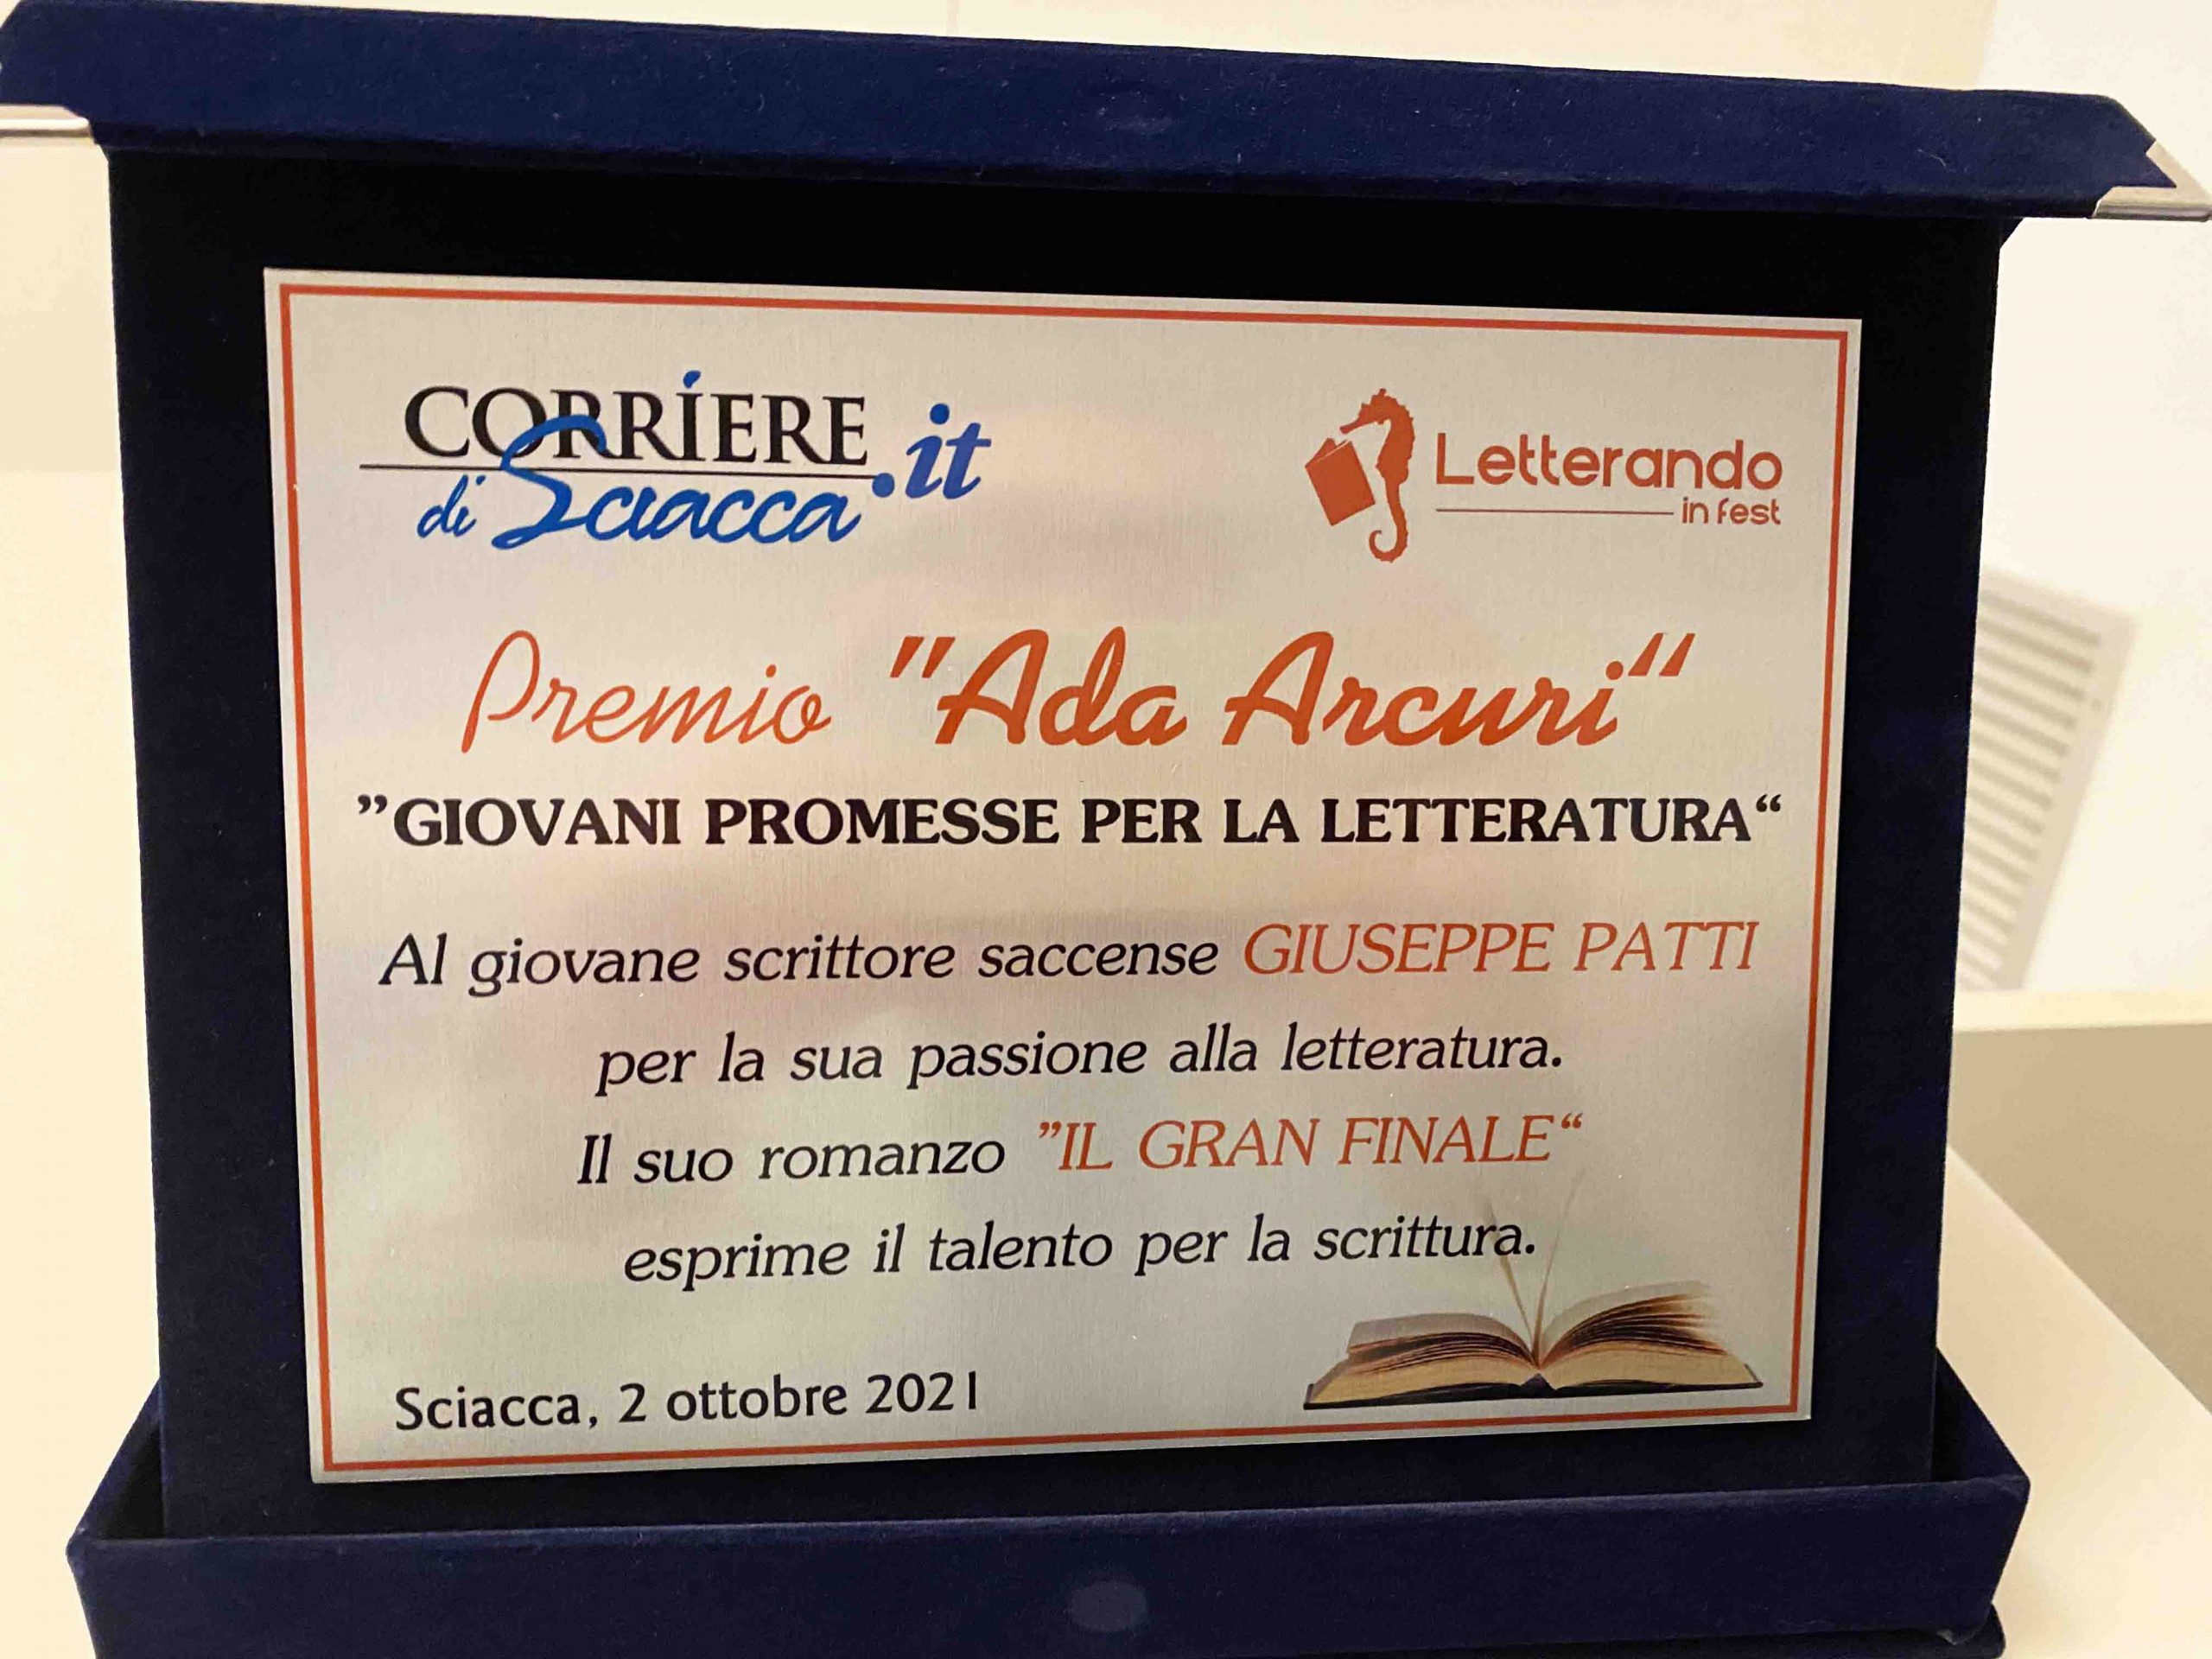 CORRIERE .it
di Sciacca
Letterando
in fest
Premio "Ada Arcuri"
"GIOVANI PROMESSE PER LA LETTERATURA"
Al giovane scrittore saccense GIUSEPPE PATTI
per la sua passione alla letteratura.
Il suo romanzo "IL GRAN FINALE"
esprime il talento per la scrittura.
Sciacca, 2 ottobre 2021